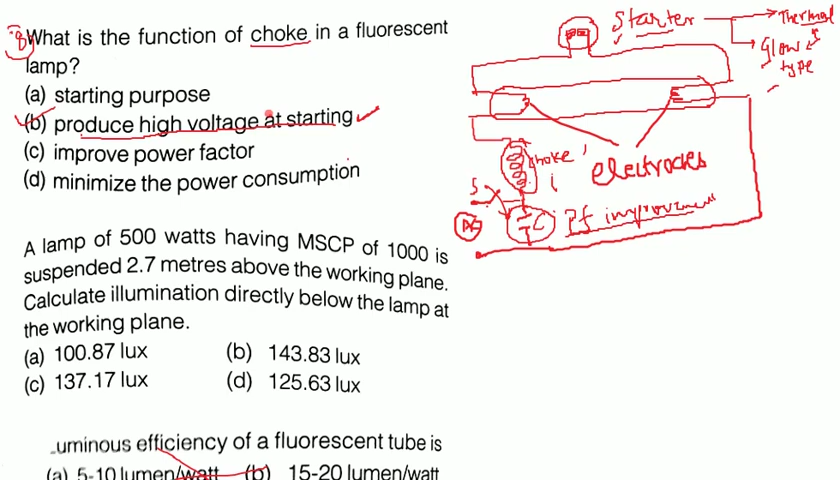 8 What is the function of choke in a fluorescent
lamp?
(a) starting purpose
(b) produce high voltage at starting
(c) improve power factor
(d) minimize the power consumption
A lamp of 500 watts having MSCP of 1000 is
suspended 2.7 metres above the working plane.
Calculate illumination directly below the lamp at
the working plane.
(a) 100.87 lux (b) 143.83 lux
(c) 137.17 lux (d) 125.63 lux
uminous efficiency of a fluorescent tube is
(a) 5-10 lumen/watt (b) 15-20 lumen/watt
Starter
Thermal
Glow
type
choke
electrodes
S
C
Pf improvement